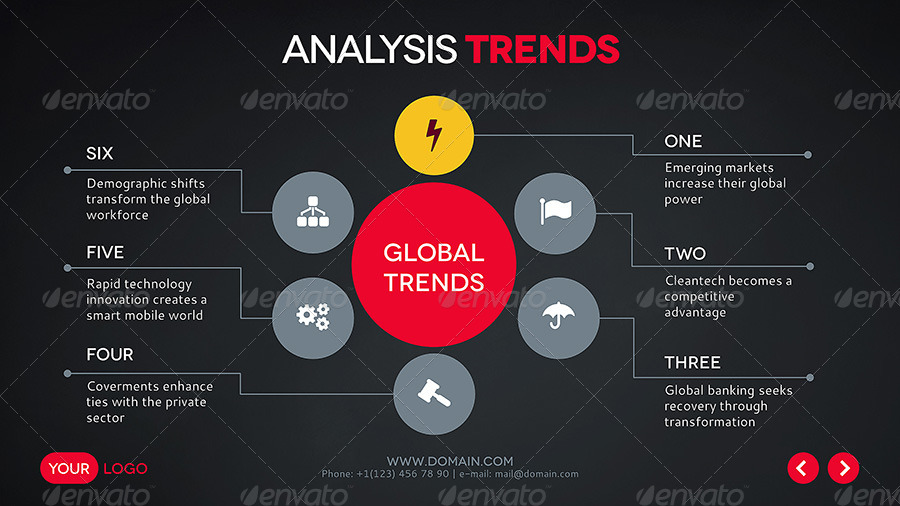 ANALYSIS TRENDS
ONE
Emerging markets
increase their global
power
TWO
Cleantech becomes a
competitive
advantage
THREE
Global banking seeks
recovery through
transformation
FOUR
Coverments enhance
ties with the private
sector
FIVE
Rapid technology
innovation creates a
smart mobile world
SIX
Demographic shifts
transform the global
workforce
GLOBAL
TRENDS
YOUR LOGO
WWW.DOMAIN.COM
Phone: +1(123) 456 78 90 | e-mail: mail@domain.com
envato